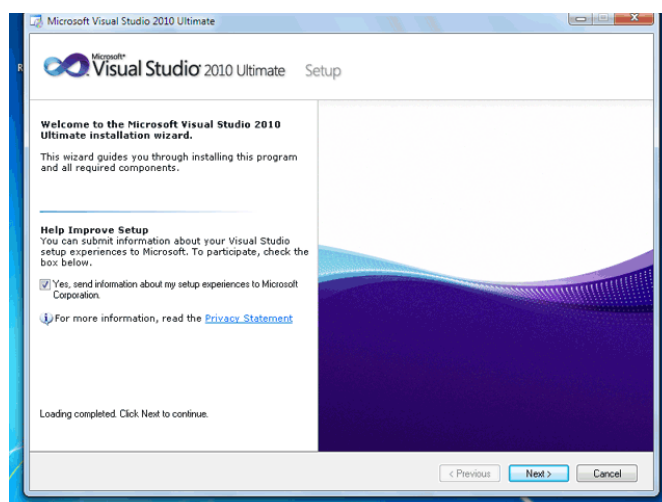 Microsoft Visual Studio 2010 Ultimate
R
Microsoft®
Visual Studio® 2010 Ultimate Setup
Welcome to the Microsoft Visual Studio 2010
Ultimate installation wizard.
This wizard guides you through installing this program
and all required components.
Help Improve Setup
You can submit information about your Visual Studio
setup experiences to Microsoft. To participate, check the
box below.
Yes, send information about my setup experiences to Microsoft
Corporation.
For more information, read the Privacy Statement
Loading completed. Click Next to continue.
< Previous Next > Cancel